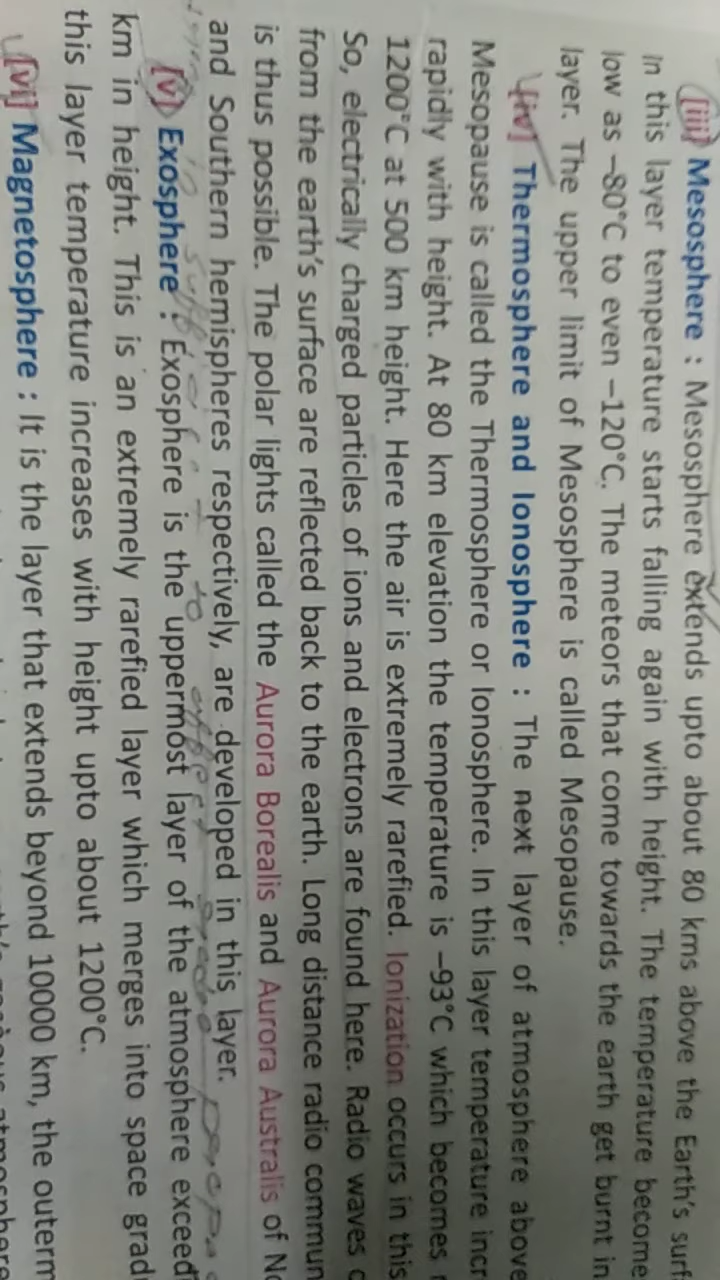 [iii] Mesosphere : Mesosphere extends upto about 80 kms above the Earth's surf
In this layer temperature starts falling again with height. The temperature become
low as –80°C to even –120°C. The meteors that come towards the earth get burnt in
layer. The upper limit of Mesosphere is called Mesopause.
[iv] Thermosphere and Ionosphere : The next layer of atmosphere above
Mesopause is called the Thermosphere or Ionosphere. In this layer temperature incr
rapidly with height. At 80 km elevation the temperature is –93°C which becomes
1200°C at 500 km height. Here the air is extremely rarefied. Ionization occurs in this
So, electrically charged particles of ions and electrons are found here. Radio waves
from the earth's surface are reflected back to the earth. Long distance radio commun
is thus possible. The polar lights called the Aurora Borealis and Aurora Australis of No
and Southern hemispheres respectively, are developed in this layer.
[v] Exosphere : Exosphere is the uppermost layer of the atmosphere exceed
km in height. This is an extremely rarefied layer which merges into space grad
this layer temperature increases with height upto about 1200°C.
[vi] Magnetosphere : It is the layer that extends beyond 10000 km, the outerm